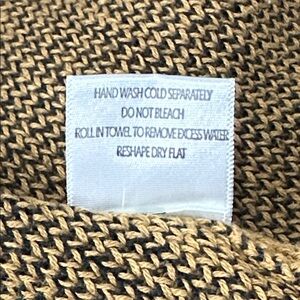 HAND WASH COLD SEPARATELY
DO NOT BLEACH
ROLL IN TOWEL TO REMOVE EXCESS WATER
RESHAPE DRY FLAT